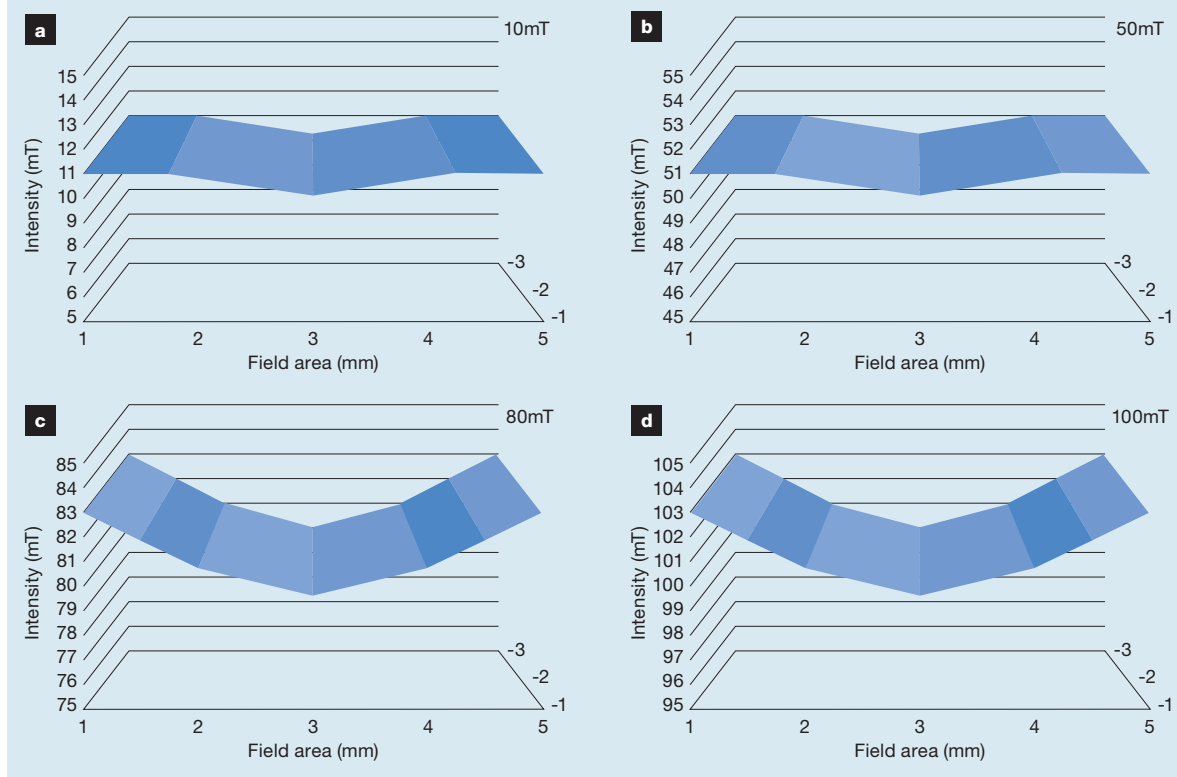 a
10mT
15
14
13
12
11
10
9
8
7
6
5
Intensity (mT)
-3
-2
-1
1 2 3 4 5
Field area (mm)
b
50mT
55
54
53
52
51
50
49
48
47
46
45
Intensity (mT)
-3
-2
-1
1 2 3 4 5
Field area (mm)
c
80mT
85
84
83
82
81
80
79
78
77
76
75
Intensity (mT)
-3
-2
-1
1 2 3 4 5
Field area (mm)
d
100mT
105
104
103
102
101
100
99
98
97
96
95
Intensity (mT)
-3
-2
-1
1 2 3 4 5
Field area (mm)